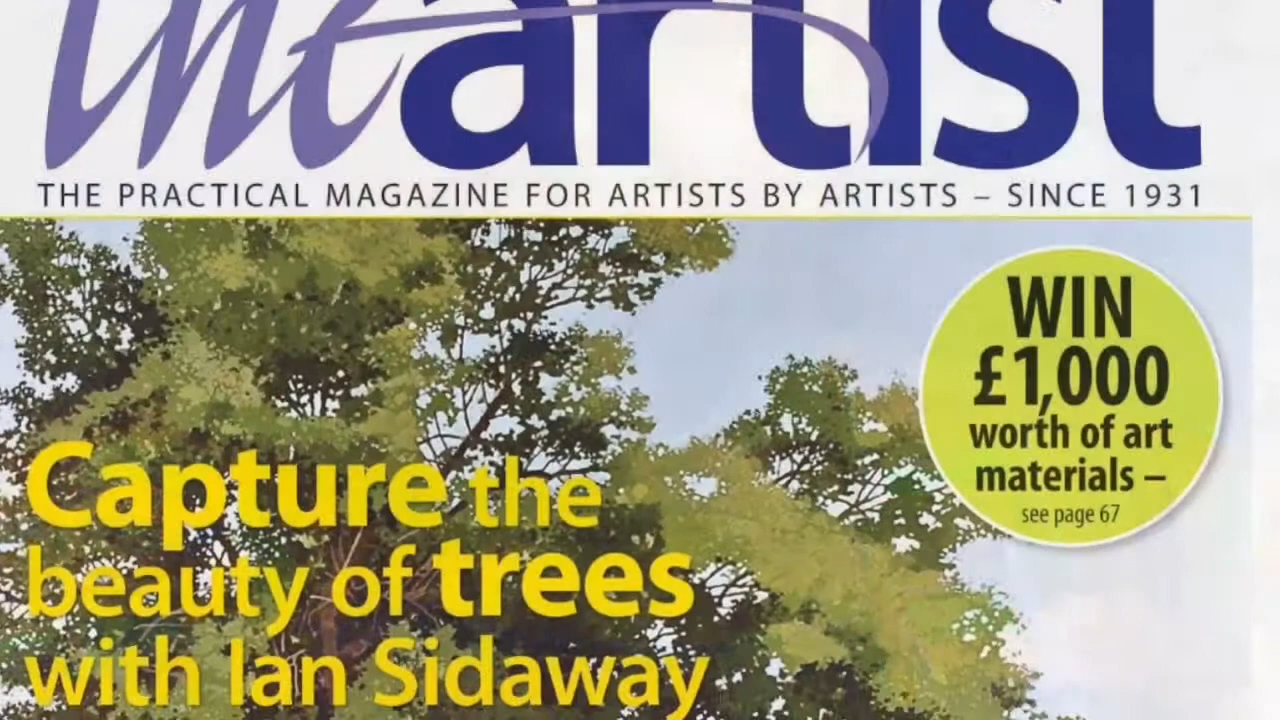 the artist
THE PRACTICAL MAGAZINE FOR ARTISTS BY ARTISTS – SINCE 1931
WIN
£1,000
worth of art
materials –
see page 67
Capture the
beauty of trees
with Ian Sidaway